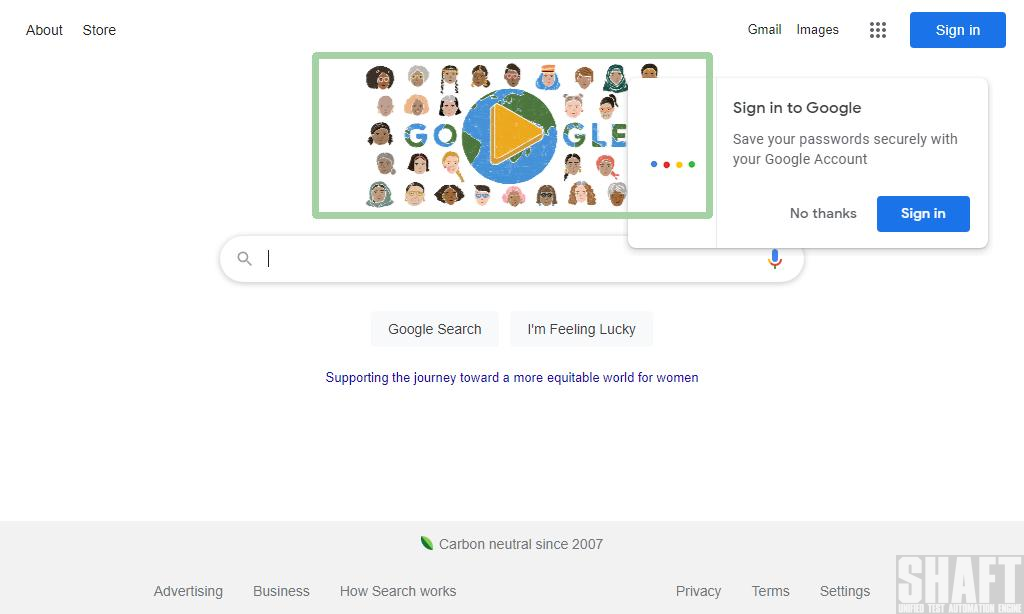 About Store Gmail Images Sign in
GOOGLE
Sign in to Google
Save your passwords securely with
your Google Account
No thanks Sign in
Google Search I'm Feeling Lucky
Supporting the journey toward a more equitable world for women
Carbon neutral since 2007
Advertising Business How Search works Privacy Terms Settings
SHAFT
UNIFIED TEST AUTOMATION ENGINE